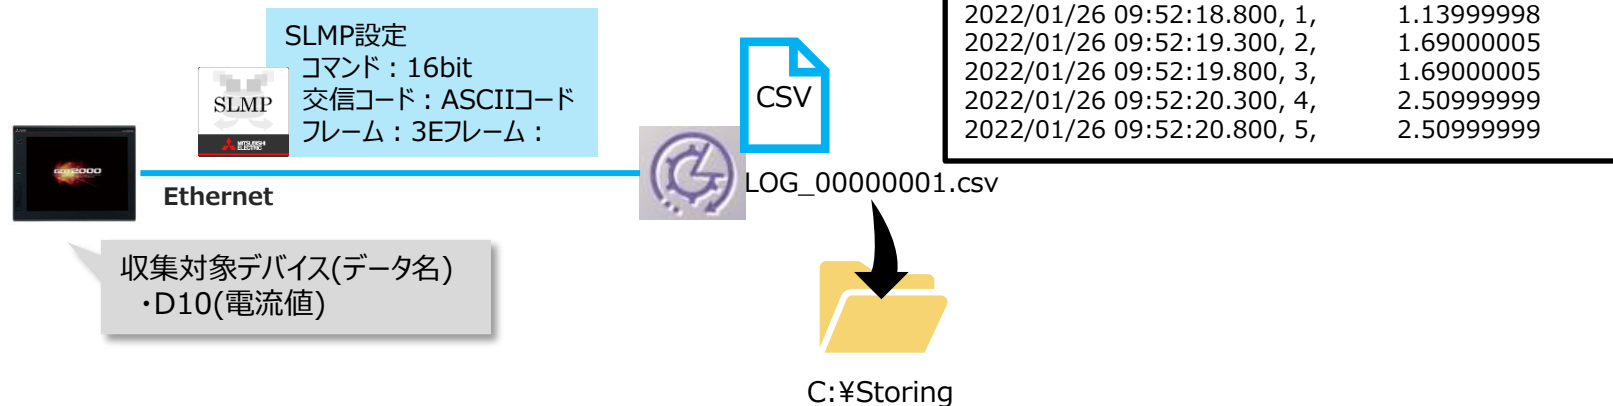 2022/01/26 09:52:18.800, 1, 1.13999998
2022/01/26 09:52:19.300, 2, 1.69000005
2022/01/26 09:52:19.800, 3, 1.69000005
2022/01/26 09:52:20.300, 4, 2.50999999
2022/01/26 09:52:20.800, 5, 2.50999999
SLMP設定
コマンド：16bit
交信コード：ASCIIコード
フレーム：3Eフレーム：
SLMP
MITSUBISHI
ELECTRIC
CSV
GOT2000
Ethernet
LOG_00000001.csv
収集対象デバイス(データ名)
・D10(電流値)
C:¥Storing